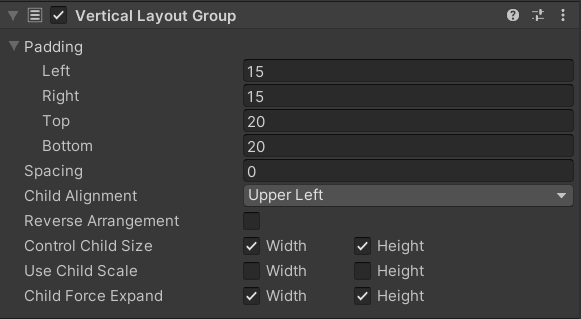 Vertical Layout Group
Padding
Left 15
Right 15
Top 20
Bottom 20
Spacing 0
Child Alignment Upper Left
Reverse Arrangement
Control Child Size Width Height
Use Child Scale Width Height
Child Force Expand Width Height